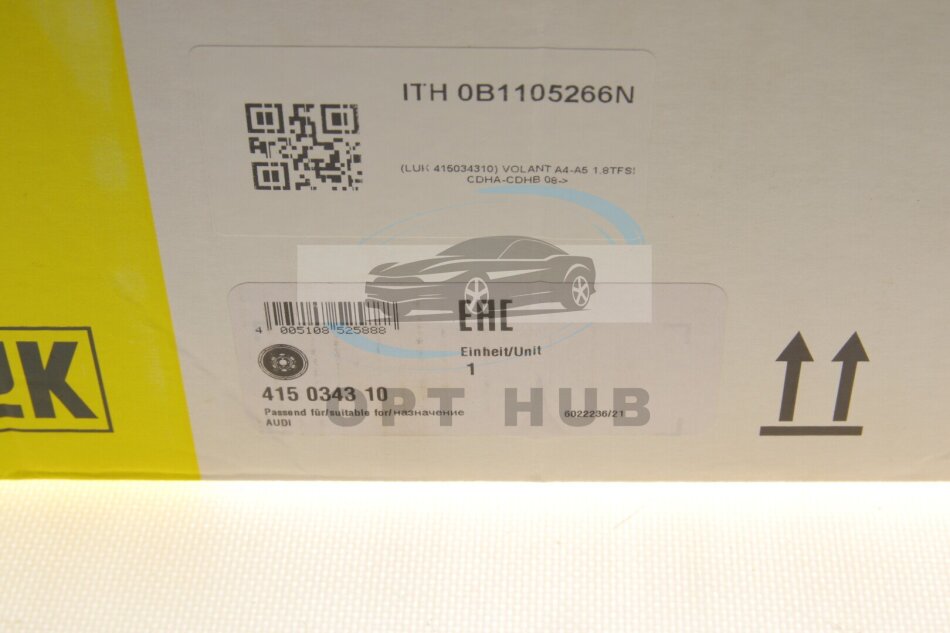 ITH 0B1105266N
(LUK 415034310) VOLANT A4-A5 1.8TFSI
CDHA-CDHB 08->
4 005108 525888
EAC
Einheit/Unit
1
415 0343 10
Passend für/suitable for/назначение
AUDI
6022236/21
LuK
OPT HUB